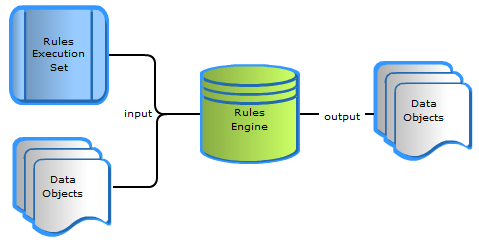 Rules
Execution
Set
input
Rules
Engine
output
Data
Objects
Data
Objects